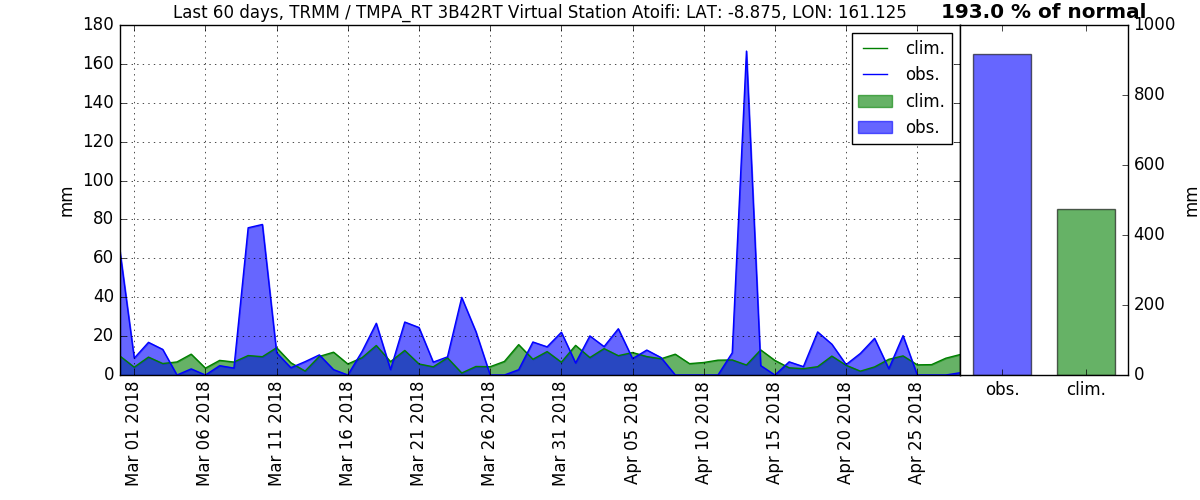 Last 60 days, TRMM / TMPA_RT 3B42RT Virtual Station Atoifi: LAT: -8.875, LON: 161.125
193.0 % of normal
180
160
140
120
100
80
60
40
20
0
mm
clim.
obs.
clim.
obs.
Mar 01 2018
Mar 06 2018
Mar 11 2018
Mar 16 2018
Mar 21 2018
Mar 26 2018
Mar 31 2018
Apr 05 2018
Apr 10 2018
Apr 15 2018
Apr 20 2018
Apr 25 2018
1000
800
600
400
200
0
mm
obs.
clim.